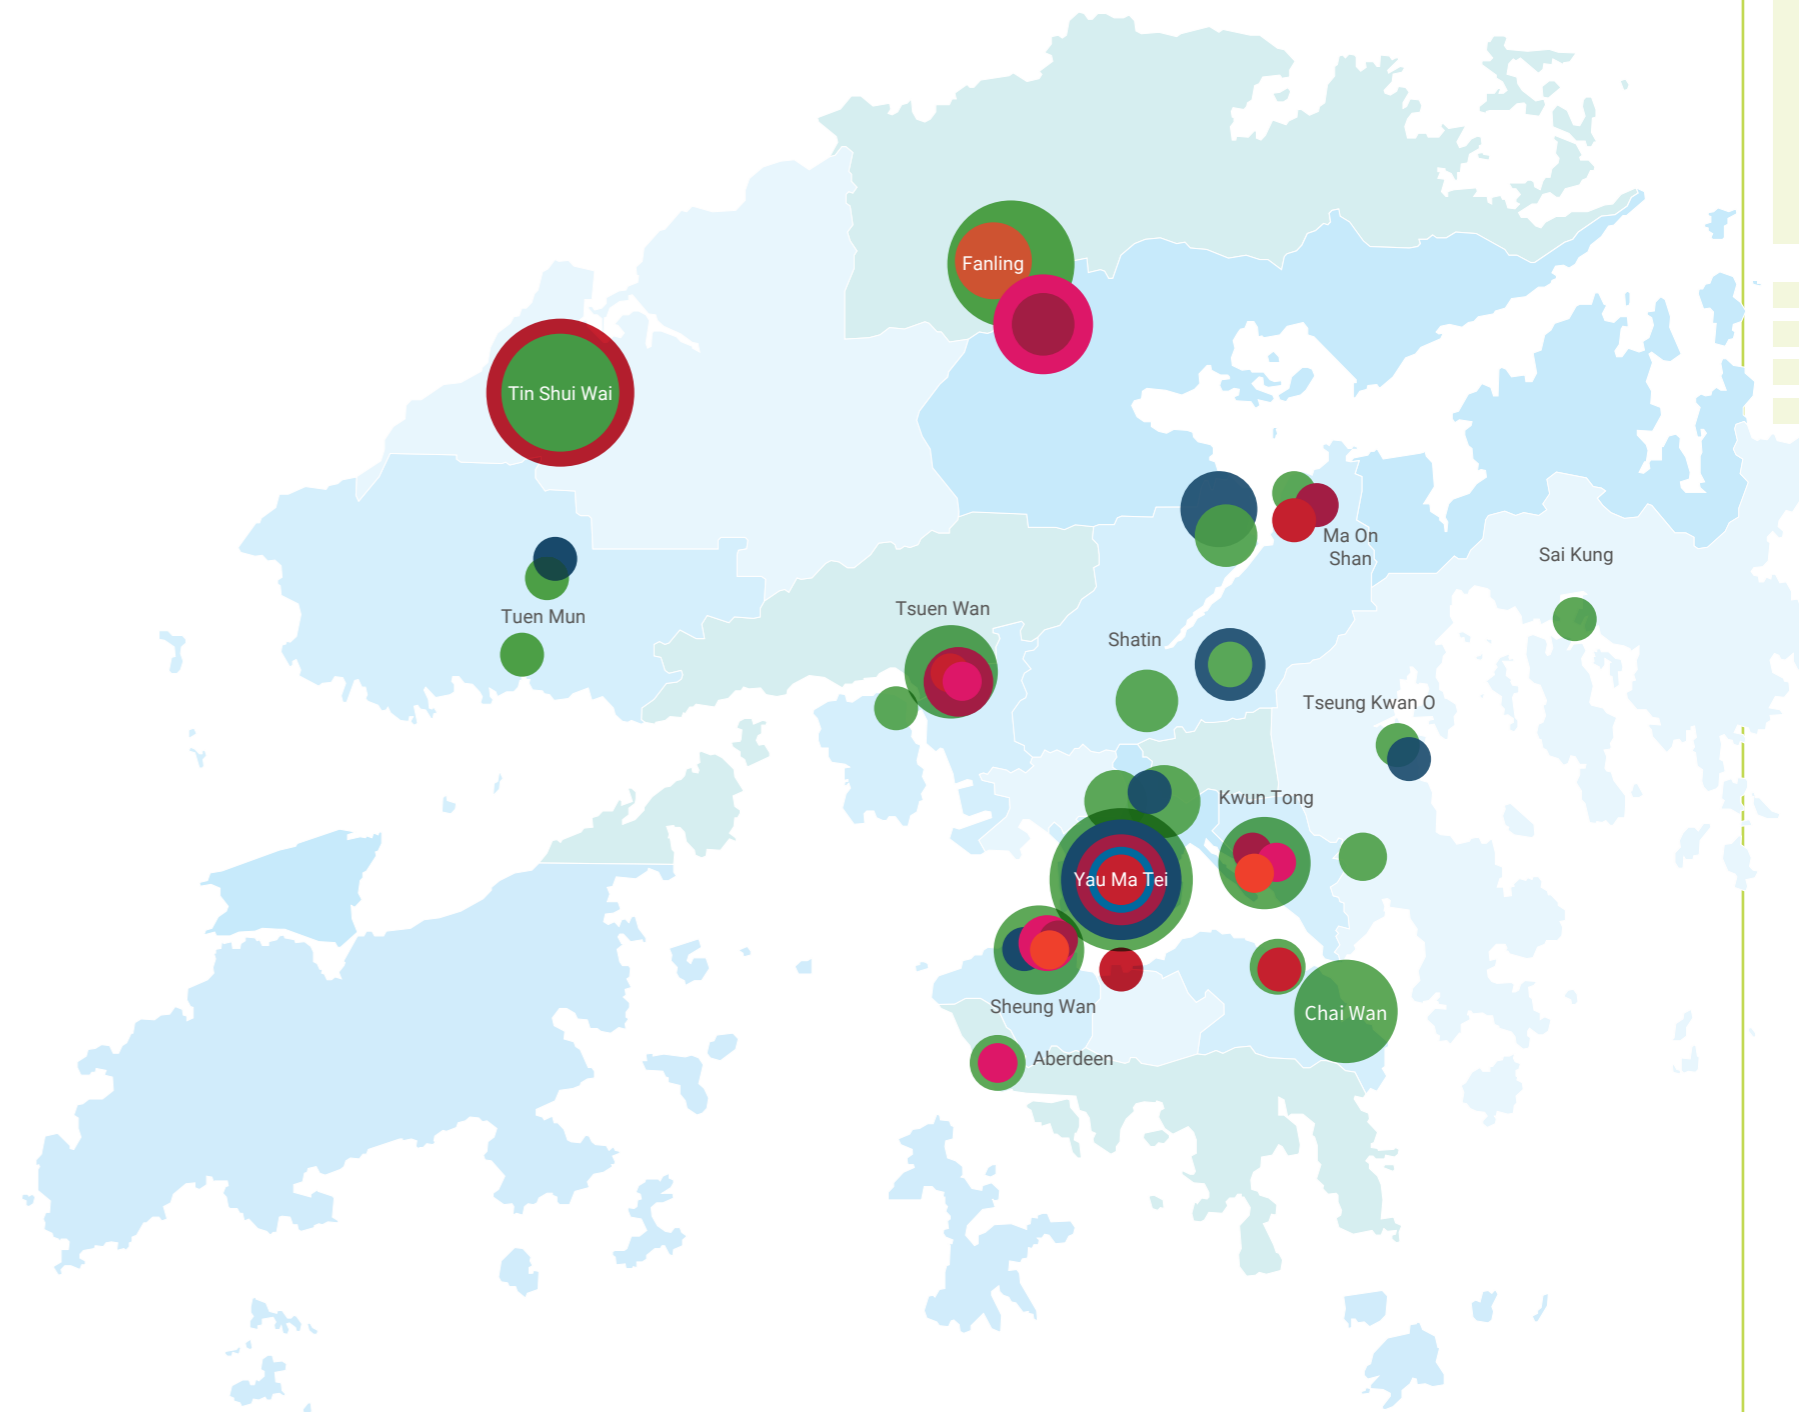 Fanling
Tin Shui Wai
Ma On
Shan
Sai Kung
Tuen Mun
Tsuen Wan
Shatin
Tseung Kwan O
Kwun Tong
Yau Ma Tei
Sheung Wan
Chai Wan
Aberdeen